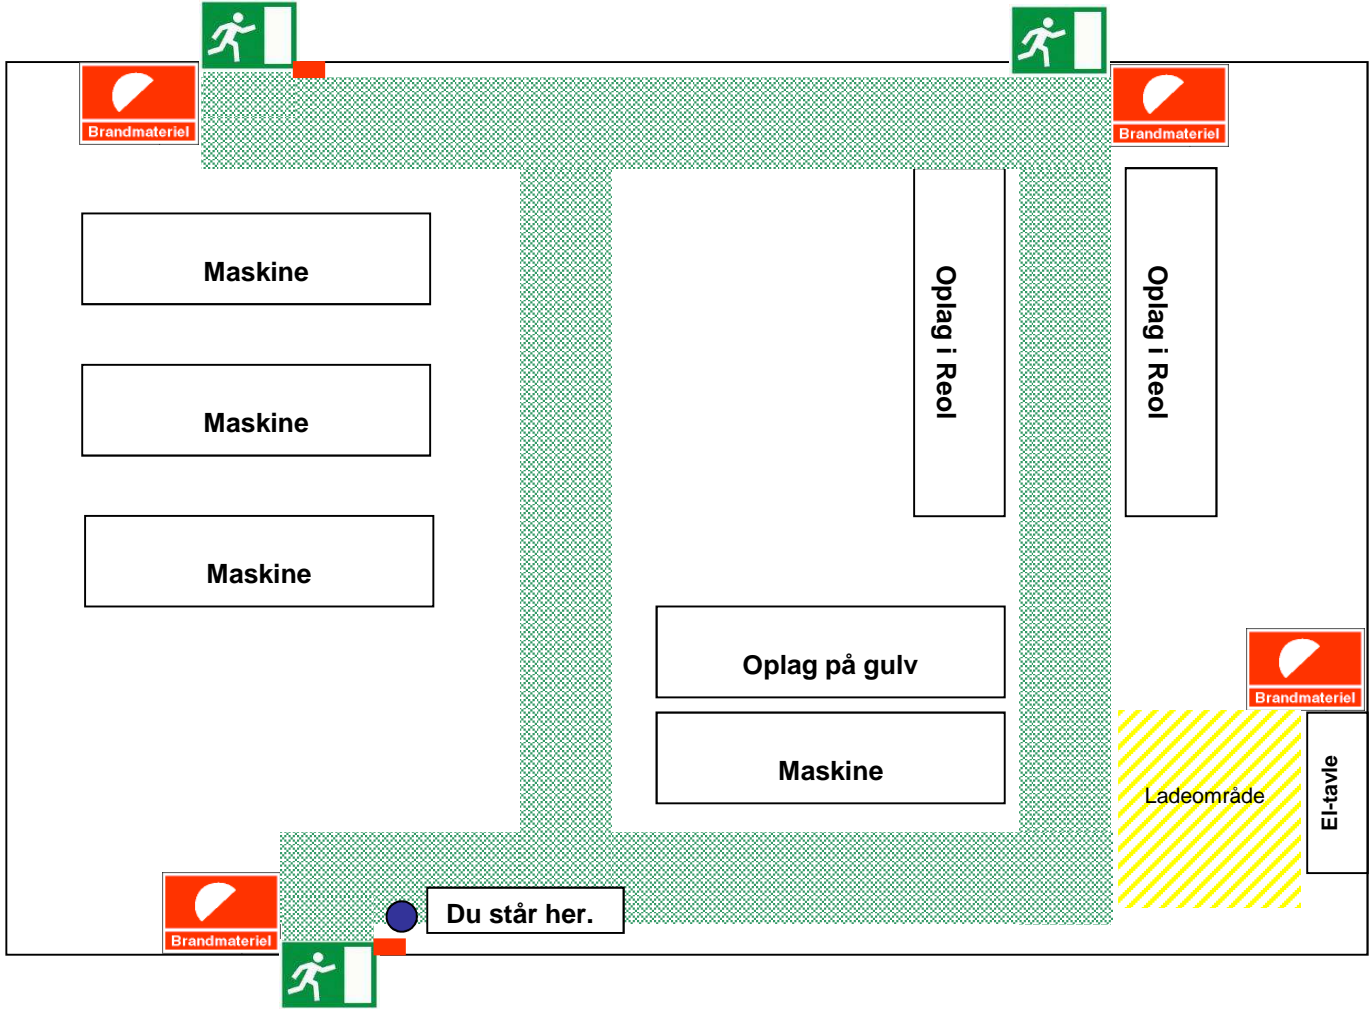 Brandmateriel
Brandmateriel
Maskine
Oplag i Reol
Oplag i Reol
Maskine
Maskine
Oplag på gulv
Brandmateriel
Maskine
Ladeområde
El-tavle
Du står her.
Brandmateriel